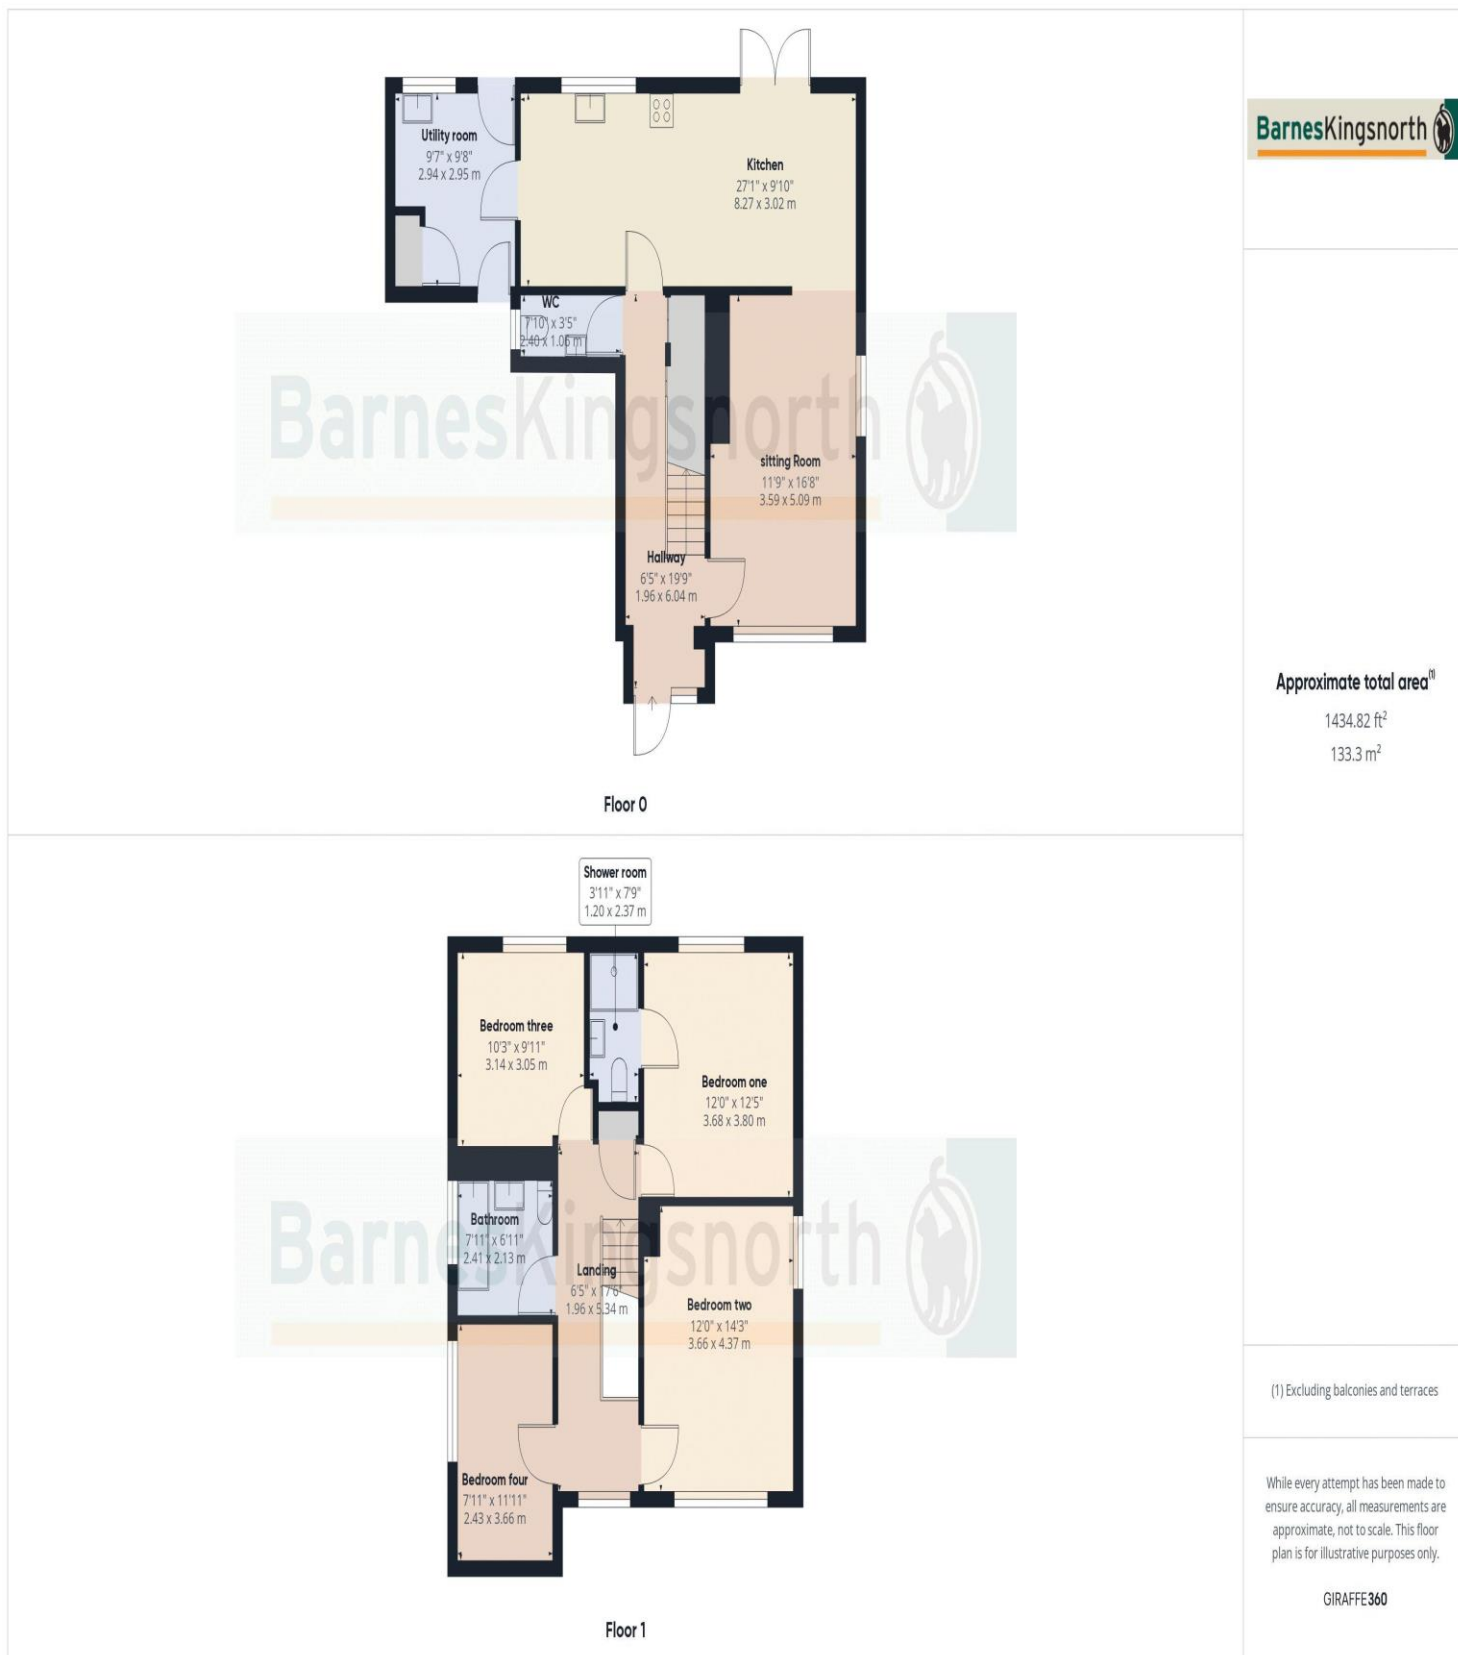 BarnesKingsnorth
Utility room
9'7" x 9'8"
2.94 x 2.95 m
Kitchen
27'1" x 9'10"
8.27 x 3.02 m
WC
7'10" x 3'5"
2.40 x 1.05 m
BarnesKingsnorth
sitting Room
11'9" x 16'8"
3.59 x 5.09 m
Hallway
6'5" x 19'9"
1.96 x 6.04 m
Floor 0
Approximate total area(1)
1434.82 ft²
133.3 m²
Shower room
3'11" x 7'9"
1.20 x 2.37 m
Bedroom three
10'3" x 9'11"
3.14 x 3.05 m
Bedroom one
12'0" x 12'5"
3.68 x 3.80 m
BarnesKingsnorth
Bathroom
7'11" x 6'11"
2.41 x 2.13 m
Landing
6'5" x 17'6"
1.96 x 5.34 m
Bedroom two
12'0" x 14'3"
3.66 x 4.37 m
Bedroom four
7'11" x 11'11"
2.43 x 3.66 m
Floor 1
(1) Excluding balconies and terraces
While every attempt has been made to
ensure accuracy, all measurements are
approximate, not to scale. This floor
plan is for illustrative purposes only.
GIRAFFE360